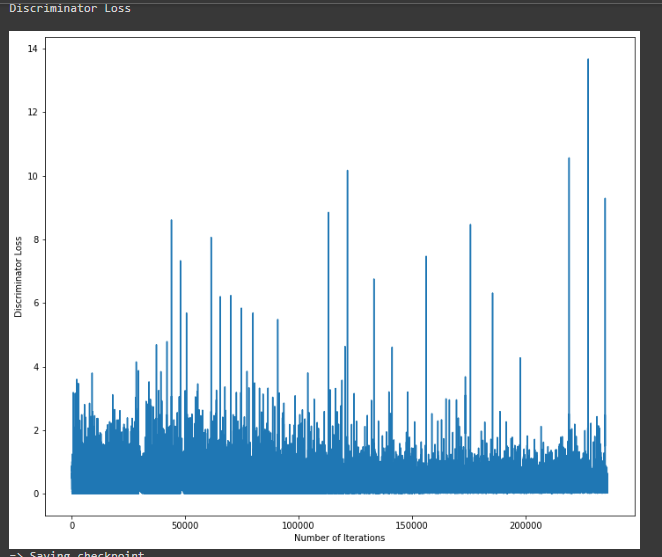 Discriminator Loss
14
12
10
8
6
4
2
0
Discriminator Loss
0 50000 100000 150000 200000
Number of Iterations
=> Saving checkpoint